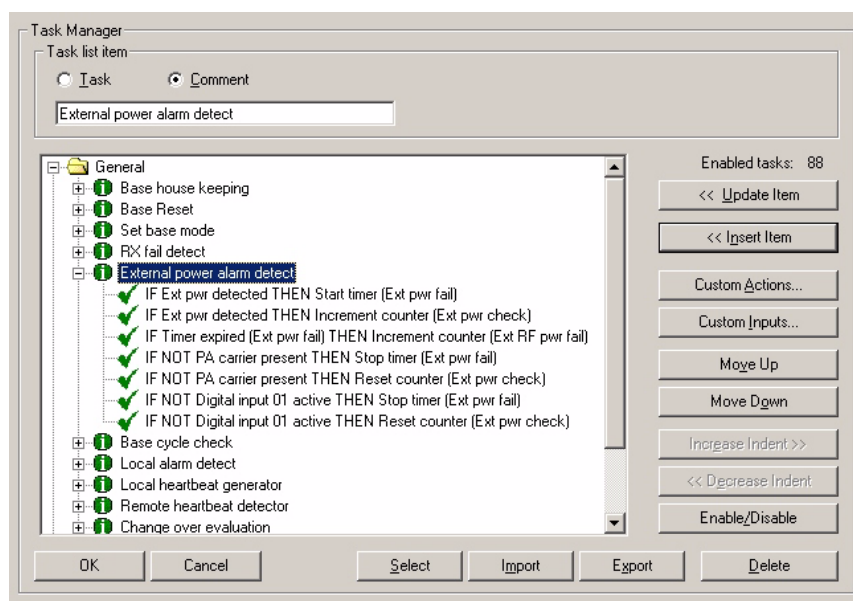 Task Manager
Task list item
Task
Comment
External power alarm detect
General
Base house keeping
Base Reset
Set base mode
RX fail detect
External power alarm detect
IF Ext pwr detected THEN Start timer (Ext pwr fail)
IF Ext pwr detected THEN Increment counter (Ext pwr check)
IF Timer expired (Ext pwr fail) THEN Increment counter (Ext RF pwr fail)
IF NOT PA carrier present THEN Stop timer (Ext pwr fail)
IF NOT PA carrier present THEN Reset counter (Ext pwr check)
IF NOT Digital input 01 active THEN Stop timer (Ext pwr fail)
IF NOT Digital input 01 active THEN Reset counter (Ext pwr check)
Base cycle check
Local alarm detect
Local heartbeat generator
Remote heartbeat detector
Change over evaluation
Enabled tasks: 88
<< Update Item
<< Insert Item
Custom Actions...
Custom Inputs...
Move Up
Move Down
Increase Indent >>
<< Decrease Indent
Enable/Disable
OK
Cancel
Select
Import
Export
Delete